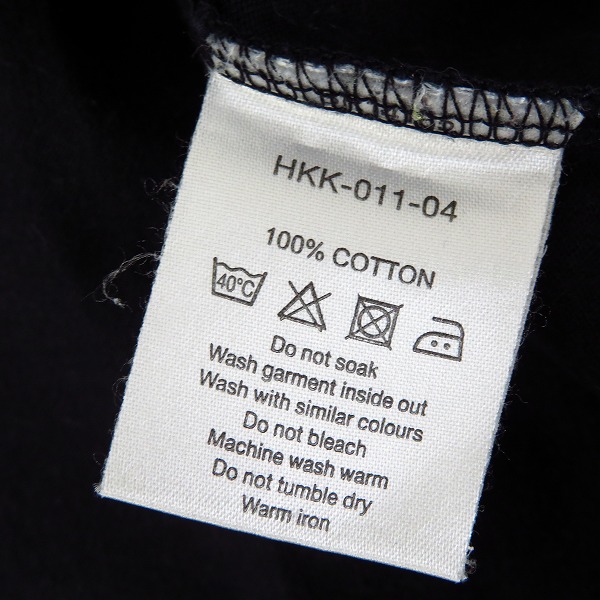 HKK-011-04
100% COTTON
40°C
Do not soak
Wash garment inside out
Wash with similar colours
Do not bleach
Machine wash warm
Do not tumble dry
Warm iron